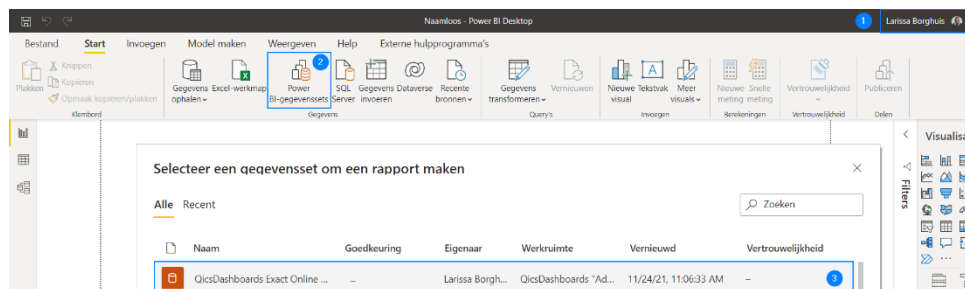 Naamloos - Power BI Desktop
1
Larissa Borghuis
Bestand Start Invoegen Model maken Weergeven Help Externe hulpprogramma's
Plakken
Knippen
Kopiëren
Opmaak kopiëren/plakken
Klembord
Gegevens ophalen
Excel-werkmap
Power BI-gegevenssets
2
SQL Server
Gegevens invoeren
Dataverse
Recente bronnen
Gegevens
Gegevens transformeren
Vernieuwen
Query's
Nieuwe visual
Tekstvak
Meer visuals
Invoegen
Nieuwe meting
Snelle meting
Berekeningen
Vertrouwelijkheid
Vertrouwelijkheid
Publiceren
Delen
Visualisa
Filters
Selecteer een gegevensset om een rapport maken
Alle Recent
Zoeken
Naam Goedkeuring Eigenaar Werkruimte Vernieuwd Vertrouwelijkheid
QicsDashboards Exact Online ... – Larissa Borgh... QicsDashboards "Ad... 11/24/21, 11:06:33 AM – 3